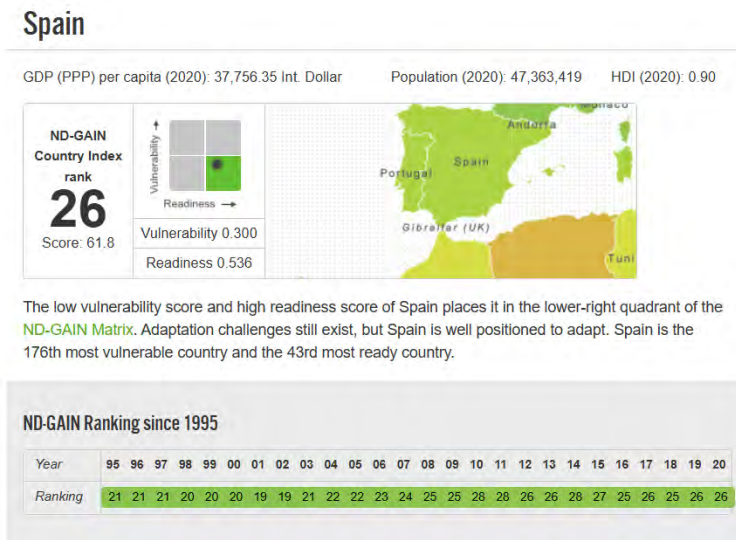 Spain
GDP (PPP) per capita (2020): 37,756.35 Int. Dollar Population (2020): 47,363,419 HDI (2020): 0.90
ND-GAIN
Country Index
rank
26
Score: 61.8
Vulnerability
Readiness
Vulnerability 0.300
Readiness 0.536
Monaco
Andorra
Spain
Portugal
Gibraltar (UK)
Tuni
The low vulnerability score and high readiness score of Spain places it in the lower-right quadrant of the
ND-GAIN Matrix. Adaptation challenges still exist, but Spain is well positioned to adapt. Spain is the
176th most vulnerable country and the 43rd most ready country.
ND-GAIN Ranking since 1995
Year 95 96 97 98 99 00 01 02 03 04 05 06 07 08 09 10 11 12 13 14 15 16 17 18 19 20
Ranking 21 21 21 20 20 20 19 19 21 22 22 23 24 25 25 28 28 26 26 28 27 25 26 25 26 26